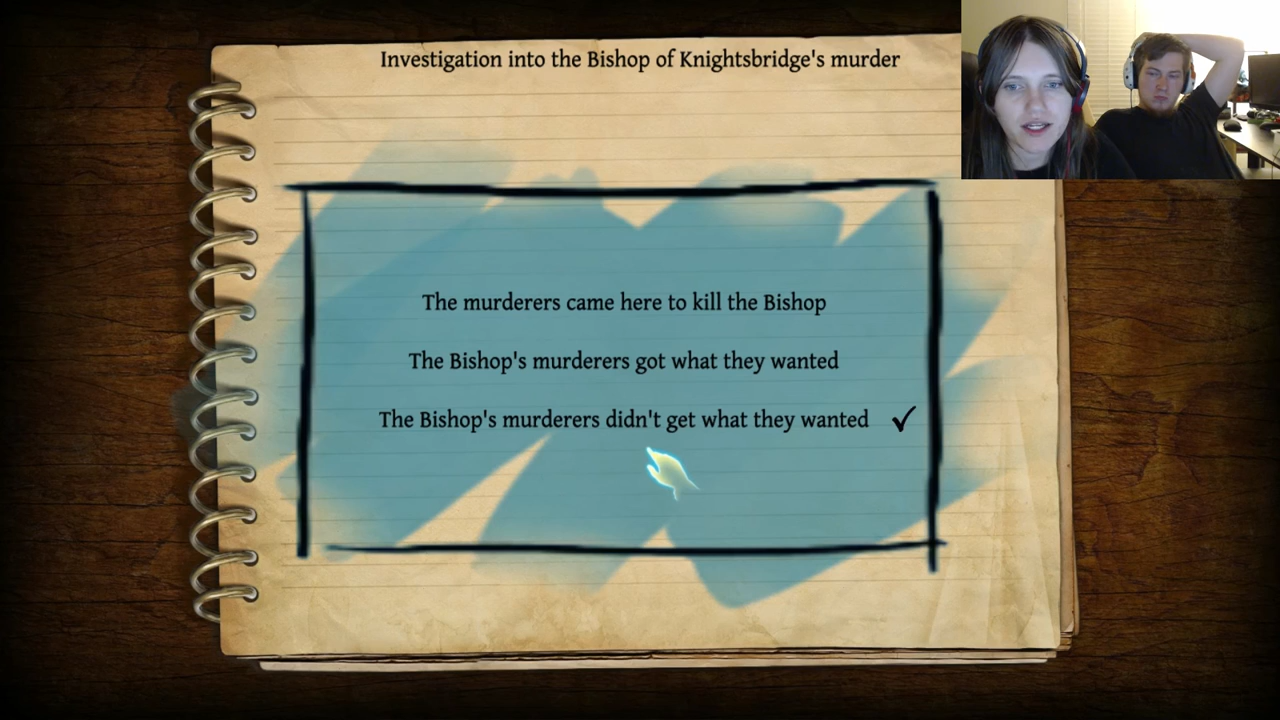 Investigation into the Bishop of Knightsbridge's murder
The murderers came here to kill the Bishop
The Bishop's murderers got what they wanted
The Bishop's murderers didn't get what they wanted